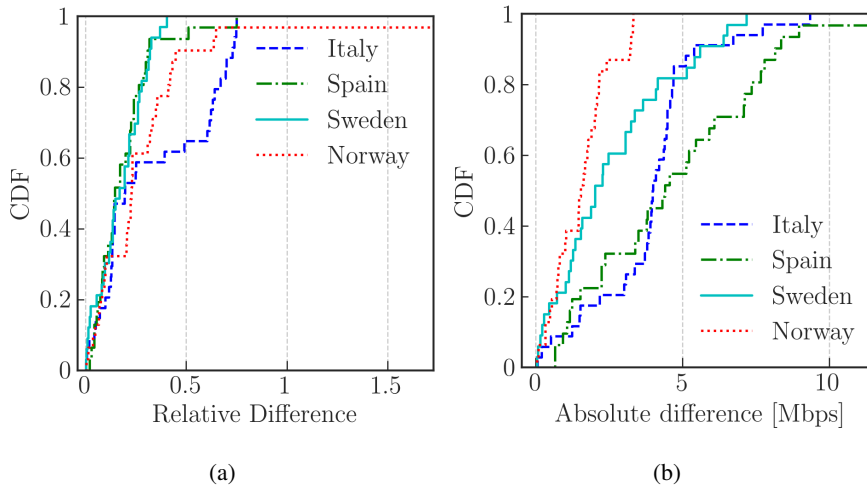 1
0.8
0.6
0.4
0.2
0
CDF
0
0.5
1
1.5
Relative Difference
Italy
Spain
Sweden
Norway
(a)
1
0.8
0.6
0.4
0.2
0
CDF
0
5
10
Absolute difference [Mbps]
Italy
Spain
Sweden
Norway
(b)